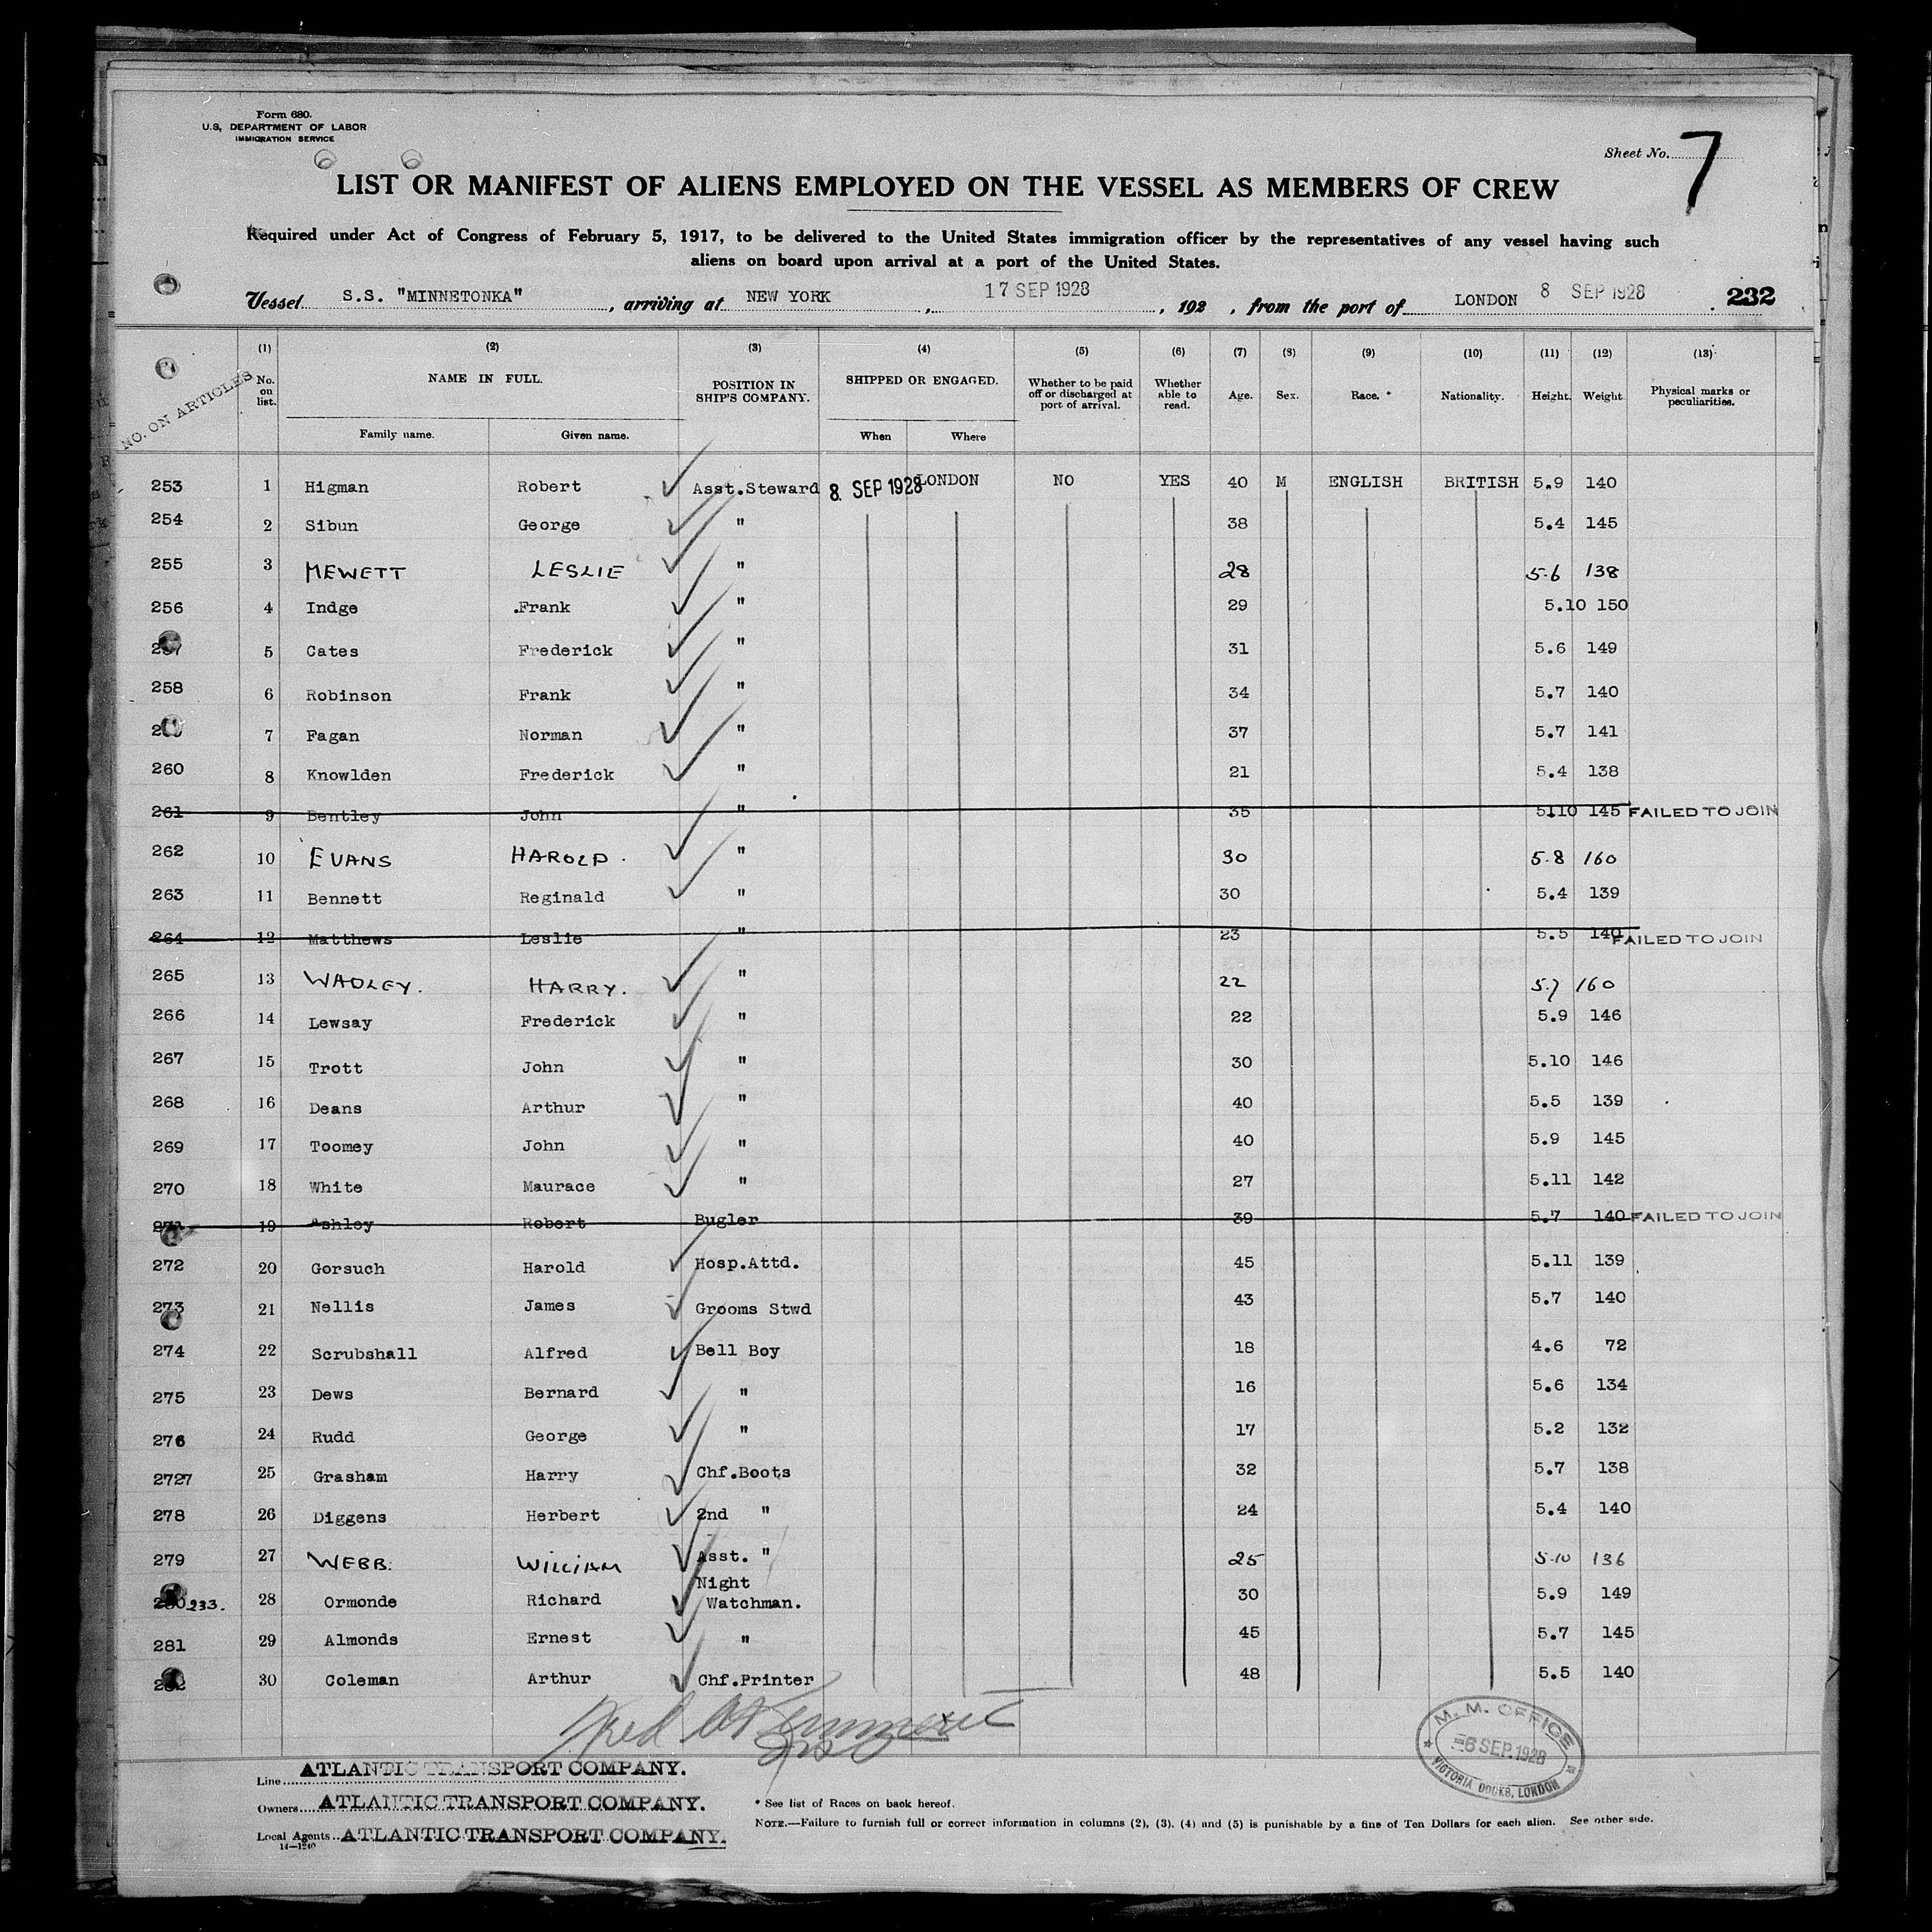 Form 680.
U.S. DEPARTMENT OF LABOR
IMMIGRATION SERVICE
Sheet No. 7
LIST OR MANIFEST OF ALIENS EMPLOYED ON THE VESSEL AS MEMBERS OF CREW
Required under Act of Congress of February 5, 1917, to be delivered to the United States immigration officer by the representatives of any vessel having such
aliens on board upon arrival at a port of the United States.
Vessel S.S. "MINNETONKA", arriving at NEW YORK, 17 SEP 1928, 192 , from the port of LONDON 8 SEP 1928 . 232
NO. ON ARTICLES
(1) (2) (3) (4) (5) (6) (7) (8) (9) (10) (11) (12) (13)
No. on list. NAME IN FULL. POSITION IN SHIP'S COMPANY. SHIPPED OR ENGAGED. Whether to be paid off or discharged at port of arrival. Whether able to read. Age. Sex. Race. * Nationality. Height. Weight. Physical marks or peculiarities.
Family name. Given name. When Where
253 1 Higman Robert Asst.Steward 8. SEP 1928 LONDON NO YES 40 M ENGLISH BRITISH 5.9 140
254 2 Sibun George " 38 5.4 145
255 3 HEWETT LESLIE " 28 5.6 138
256 4 Indge .Frank " 29 5.10 150
257 5 Cates Frederick " 31 5.6 149
258 6 Robinson Frank " 34 5.7 140
7 Fagan Norman " 37 5.7 141
260 8 Knowlden Frederick " 21 5.4 138
261 9 Bentley John " 35 5.10 145 FAILED TO JOIN
262 10 EVANS HAROLD. " 30 5.8 160
263 11 Bennett Reginald " 30 5.4 139
264 12 Matthews Leslie " 23 5.5 140 FAILED TO JOIN
265 13 WADLEY. HARRY. " 22 5.7 160
266 14 Lewsay Frederick " 22 5.9 146
267 15 Trott John " 30 5.10 146
268 16 Deans Arthur " 40 5.5 139
269 17 Toomey John " 40 5.9 145
270 18 White Maurace " 27 5.11 142
271 19 Ashley Robert Bugler 39 5.7 140 FAILED TO JOIN
272 20 Gorsuch Harold Hosp.Attd. 45 5.11 139
273 21 Nellis James Grooms Stwd 43 5.7 140
274 22 Scrubshall Alfred Bell Boy 18 4.6 72
275 23 Dews Bernard " 16 5.6 134
276 24 Rudd George " 17 5.2 132
2727 25 Grasham Harry Chf.Boots 32 5.7 138
278 26 Diggens Herbert 2nd " 24 5.4 140
279 27 WEBB. WILLIAM Asst. " 25 5.10 136
280 233. 28 Ormonde Richard Night Watchman. 30 5.9 149
281 29 Almonds Ernest " 45 5.7 145
282 30 Coleman Arthur Chf.Printer 48 5.5 140
M. M. OFFICE
6 SEP. 1928
VICTORIA DOCKS, LONDON
Line ATLANTIC TRANSPORT COMPANY.
Owners ATLANTIC TRANSPORT COMPANY.
Local Agents ATLANTIC TRANSPORT COMPANY.
14—1240
* See list of Races on back hereof.
NOTE.—Failure to furnish full or correct information in columns (2), (3), (4) and (5) is punishable by a fine of Ten Dollars for each alien. See other side.